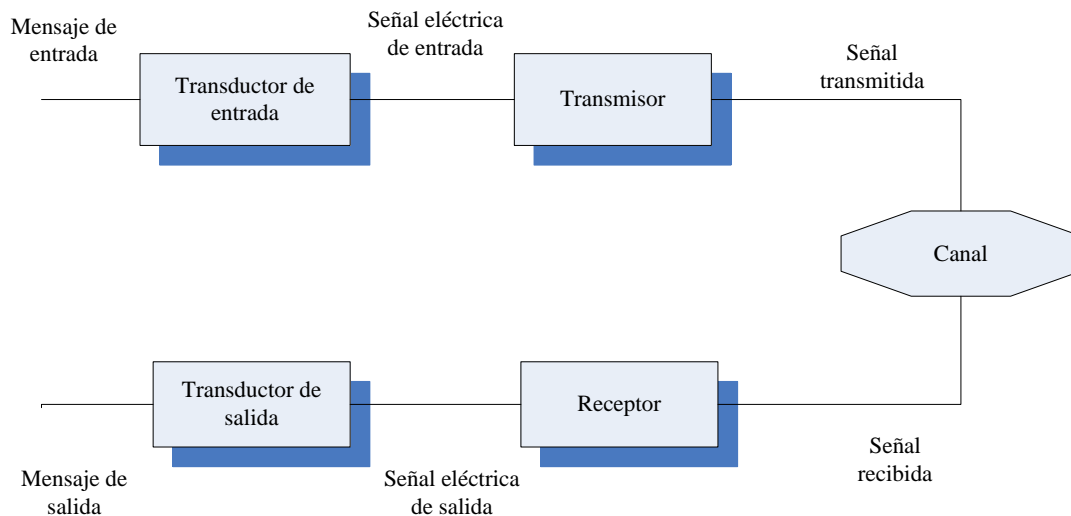 Mensaje de
entrada
Transductor de
entrada
Señal eléctrica
de entrada
Transmisor
Señal
transmitida
Canal
Señal
recibida
Receptor
Señal eléctrica
de salida
Transductor de
salida
Mensaje de
salida